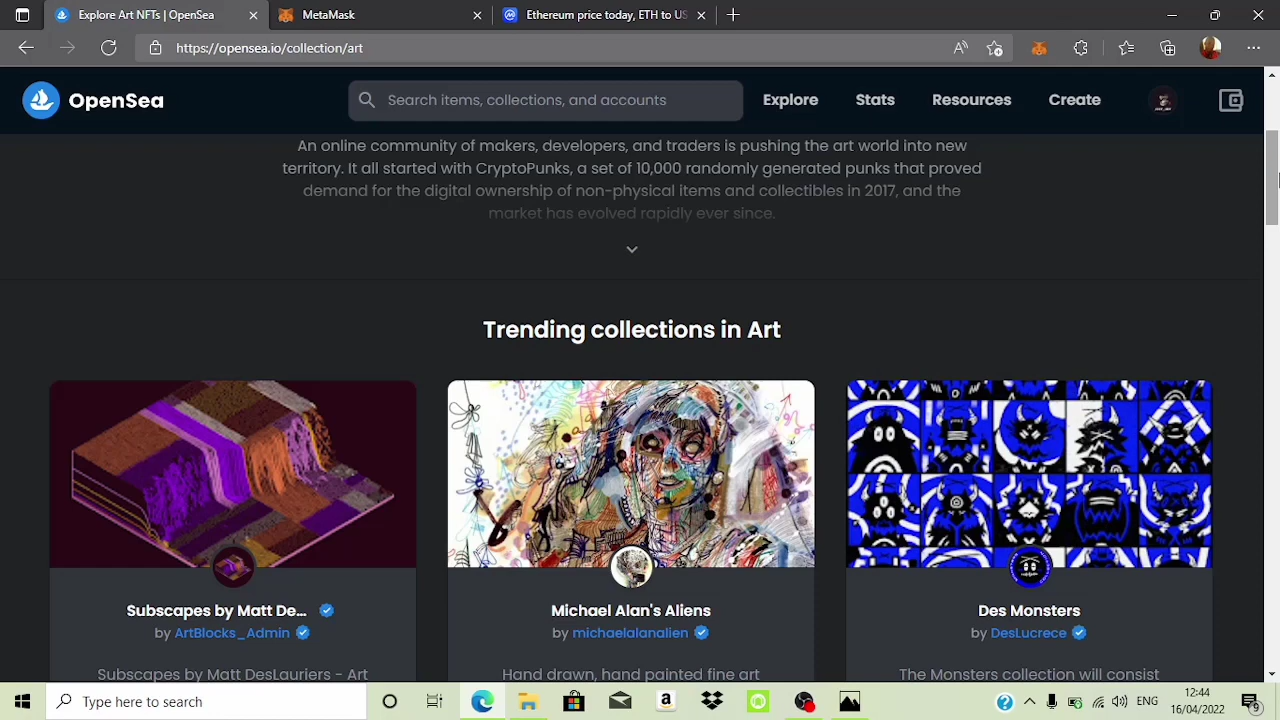 Explore Art NFTs | OpenSea
MetaMask
Ethereum price today, ETH to US
https://opensea.io/collection/art
OpenSea
Search items, collections, and accounts
Explore
Stats
Resources
Create
An online community of makers, developers, and traders is pushing the art world into new
territory. It all started with CryptoPunks, a set of 10,000 randomly generated punks that proved
demand for the digital ownership of non-physical items and collectibles in 2017, and the
market has evolved rapidly ever since.
Trending collections in Art
Subscapes by Matt De...
by ArtBlocks_Admin
Subscapes by Matt DesLauriers - Art
Michael Alan's Aliens
by michaelalanalien
Hand drawn, hand painted fine art
Des Monsters
by DesLucrece
The Monsters collection will consist
Type here to search
ENG
12:44
16/04/2022